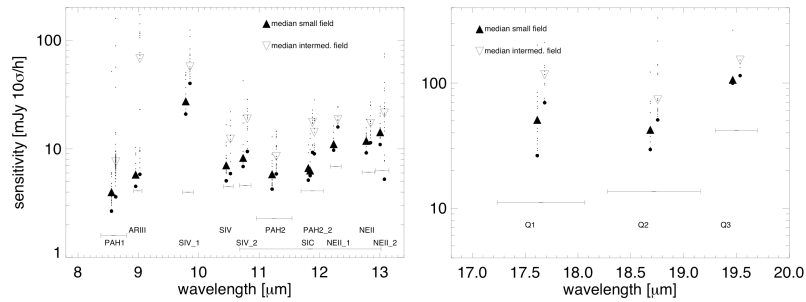 sensitivity [mJy 10σ/h]
100
10
1
median small field
median intermed. field
PAH1
ARIII
SIV_1
SIV
SIV_2
PAH2
PAH2_2
SIC
NEII_1
NEII
NEII_2
8 9 10 11 12 13
wavelength [μm]
100
10
median small field
median intermed. field
Q1
Q2
Q3
17.0 17.5 18.0 18.5 19.0 19.5 20.0
wavelength [μm]